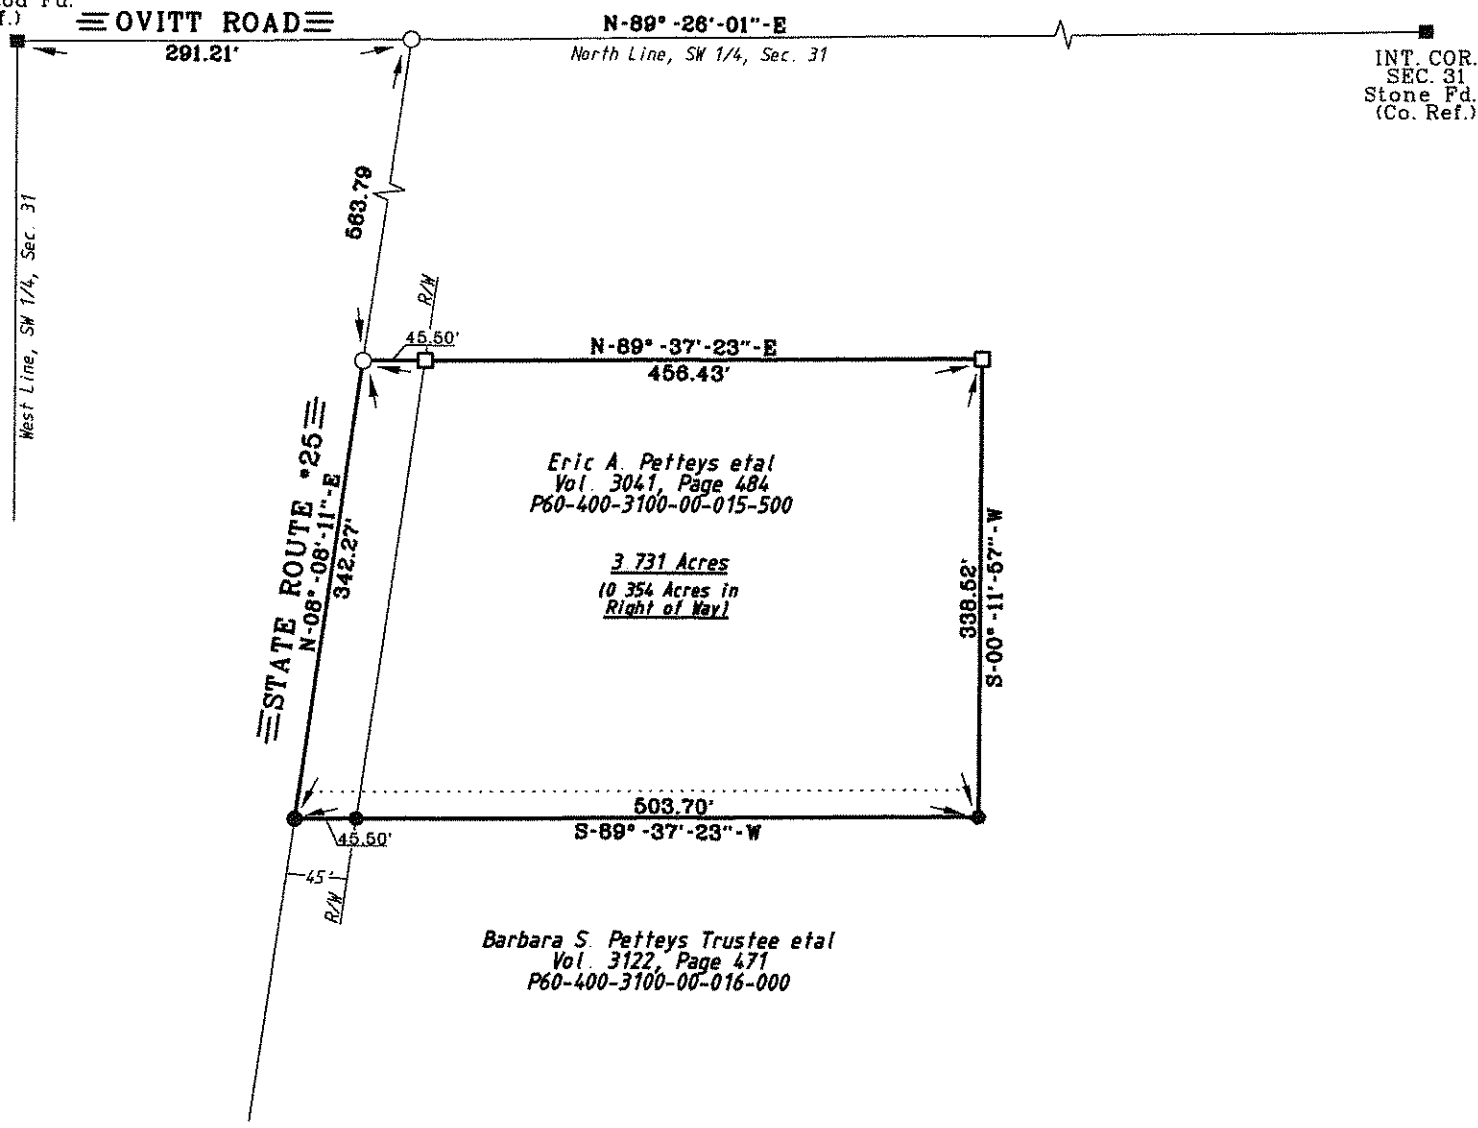 f.)
OVITT ROAD
291.21'
N-89°-26'-01"-E
North Line, SW 1/4, Sec. 31
INT. COR.
SEC. 31
Stone Fd.
(Co. Ref.)
West Line, SW 1/4, Sec. 31
563.79
R/W
45.50'
N-89°-37'-23"-E
456.43'
STATE ROUTE #25
N-08°-08'-11"-E
342.27'
Eric A. Petteys etal
Vol. 3041, Page 484
P60-400-3100-00-015-500
3 731 Acres
(0 354 Acres in
Right of Way)
338.52'
S-00°-11'-57"-W
503.70'
S-89°-37'-23"-W
45.50'
45'
R/W
Barbara S. Petteys Trustee etal
Vol. 3122, Page 471
P60-400-3100-00-016-000